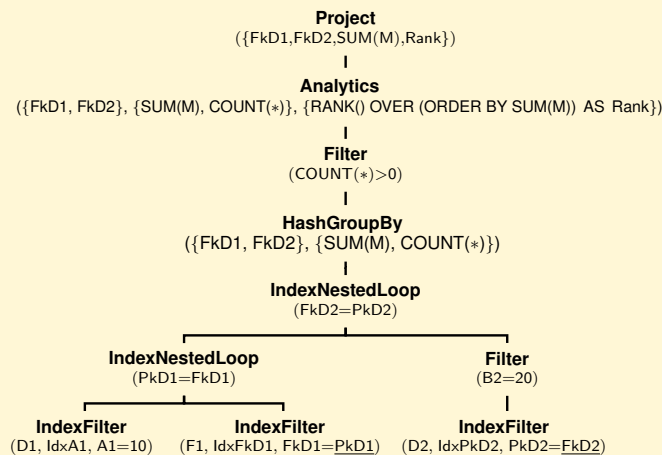 Project
({FkD1,FkD2,SUM(M),Rank})
Analytics
({FkD1, FkD2}, {SUM(M), COUNT(*)}, {RANK() OVER (ORDER BY SUM(M)) AS Rank})
Filter
(COUNT(*)>0)
HashGroupBy
({FkD1, FkD2}, {SUM(M), COUNT(*)})
IndexNestedLoop
(FkD2=PkD2)
IndexNestedLoop Filter
(PkD1=FkD1) (B2=20)
IndexFilter IndexFilter IndexFilter
(D1, IdxA1, A1=10) (F1, IdxFkD1, FkD1=PkD1) (D2, IdxPkD2, PkD2=FkD2)